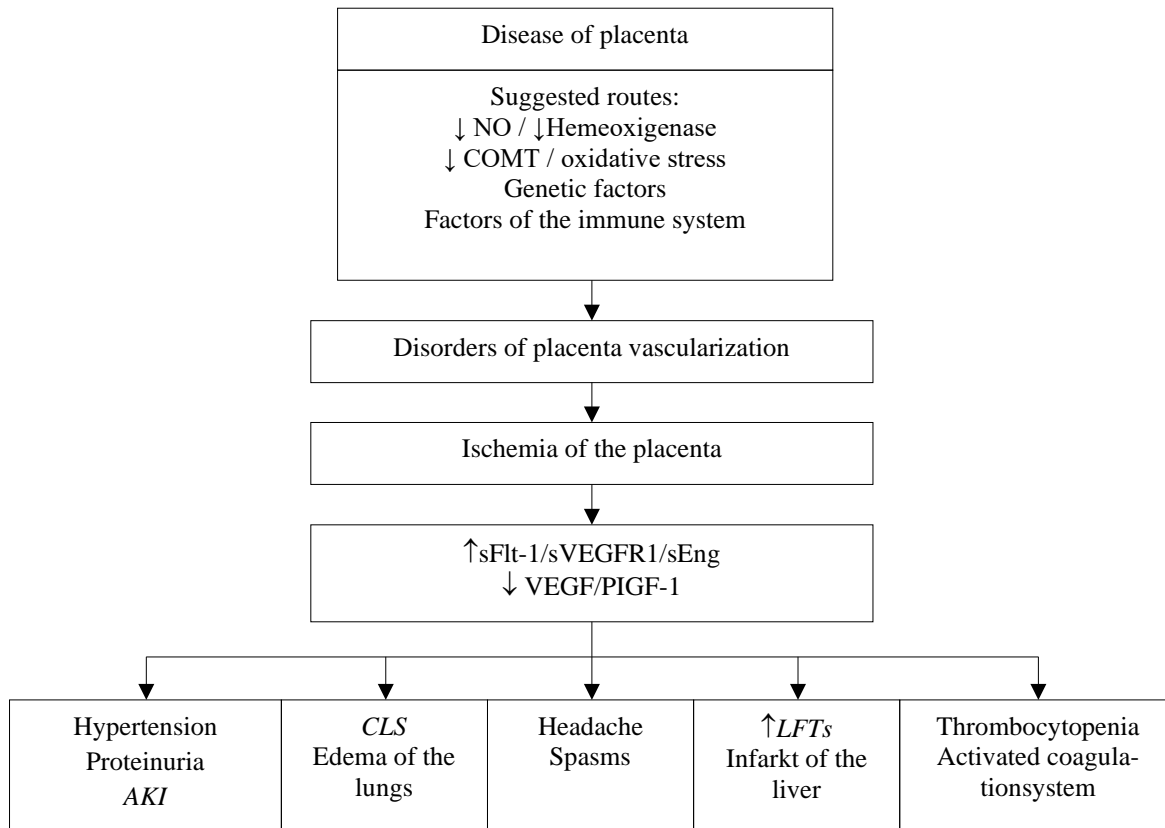 Disease of placenta
Suggested routes:
↓ NO / ↓Hemeoxigenase
↓ COMT / oxidative stress
Genetic factors
Factors of the immune system
Disorders of placenta vascularization
Ischemia of the placenta
↑sFlt-1/sVEGFR1/sEng
↓ VEGF/PIGF-1
Hypertension
Proteinuria
AKI
CLS
Edema of the
lungs
Headache
Spasms
↑LFTs
Infarkt of the
liver
Thrombocytopenia
Activated coagula-
tionsystem